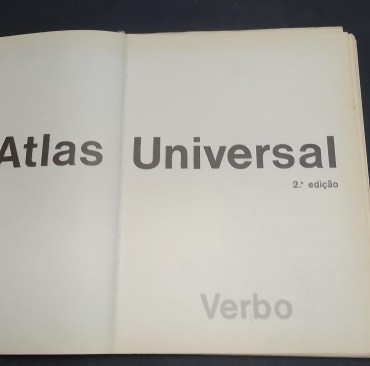 Atlas Universal
2.ª edição
Verbo